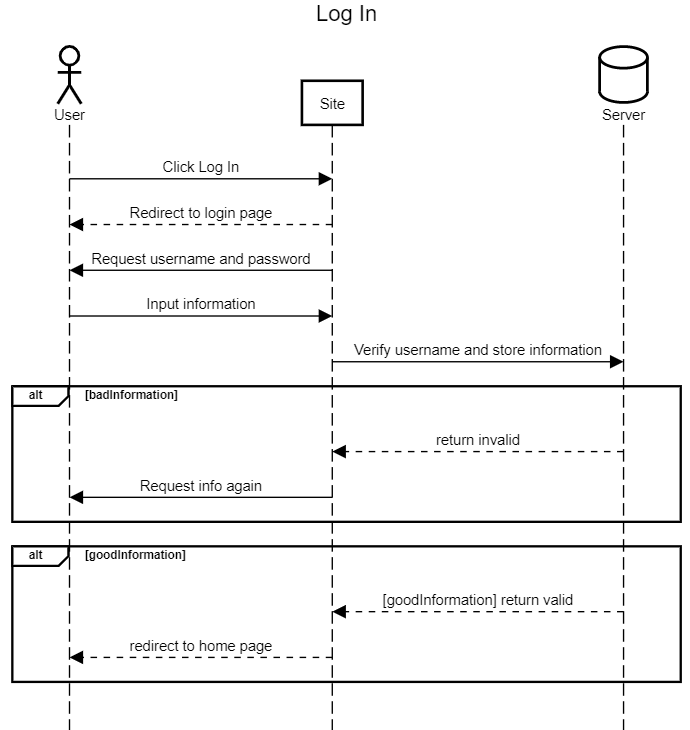 Log In
User
Site
Server
Click Log In
Redirect to login page
Request username and password
Input information
Verify username and store information
alt [badInformation]
return invalid
Request info again
alt [goodInformation]
[goodInformation] return valid
redirect to home page